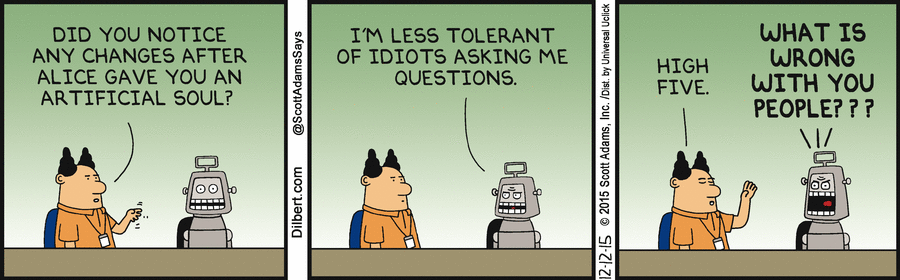 DID YOU NOTICE
ANY CHANGES AFTER
ALICE GAVE YOU AN
ARTIFICIAL SOUL?
Dilbert.com @ScottAdamsSays
I'M LESS TOLERANT
OF IDIOTS ASKING ME
QUESTIONS.
12-12-15 © 2015 Scott Adams, Inc. /Dist. by Universal Uclick
HIGH
FIVE.
WHAT IS
WRONG
WITH YOU
PEOPLE???